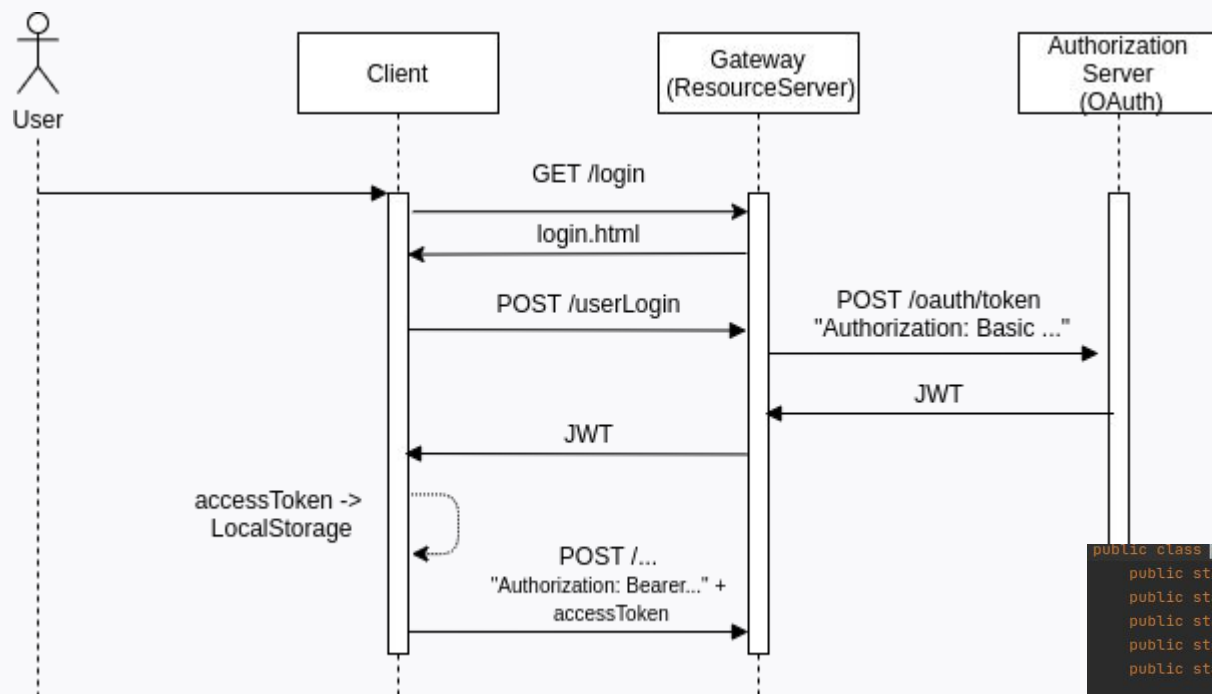 User
Client
Gateway
(ResourceServer)
Authorization
Server
(OAuth)
GET /login
login.html
POST /userLogin
POST /oauth/token
"Authorization: Basic ..."
JWT
JWT
accessToken ->
LocalStorage
POST /...
"Authorization: Bearer..." +
accessToken
public class
public st
public st
public st
public st
public st